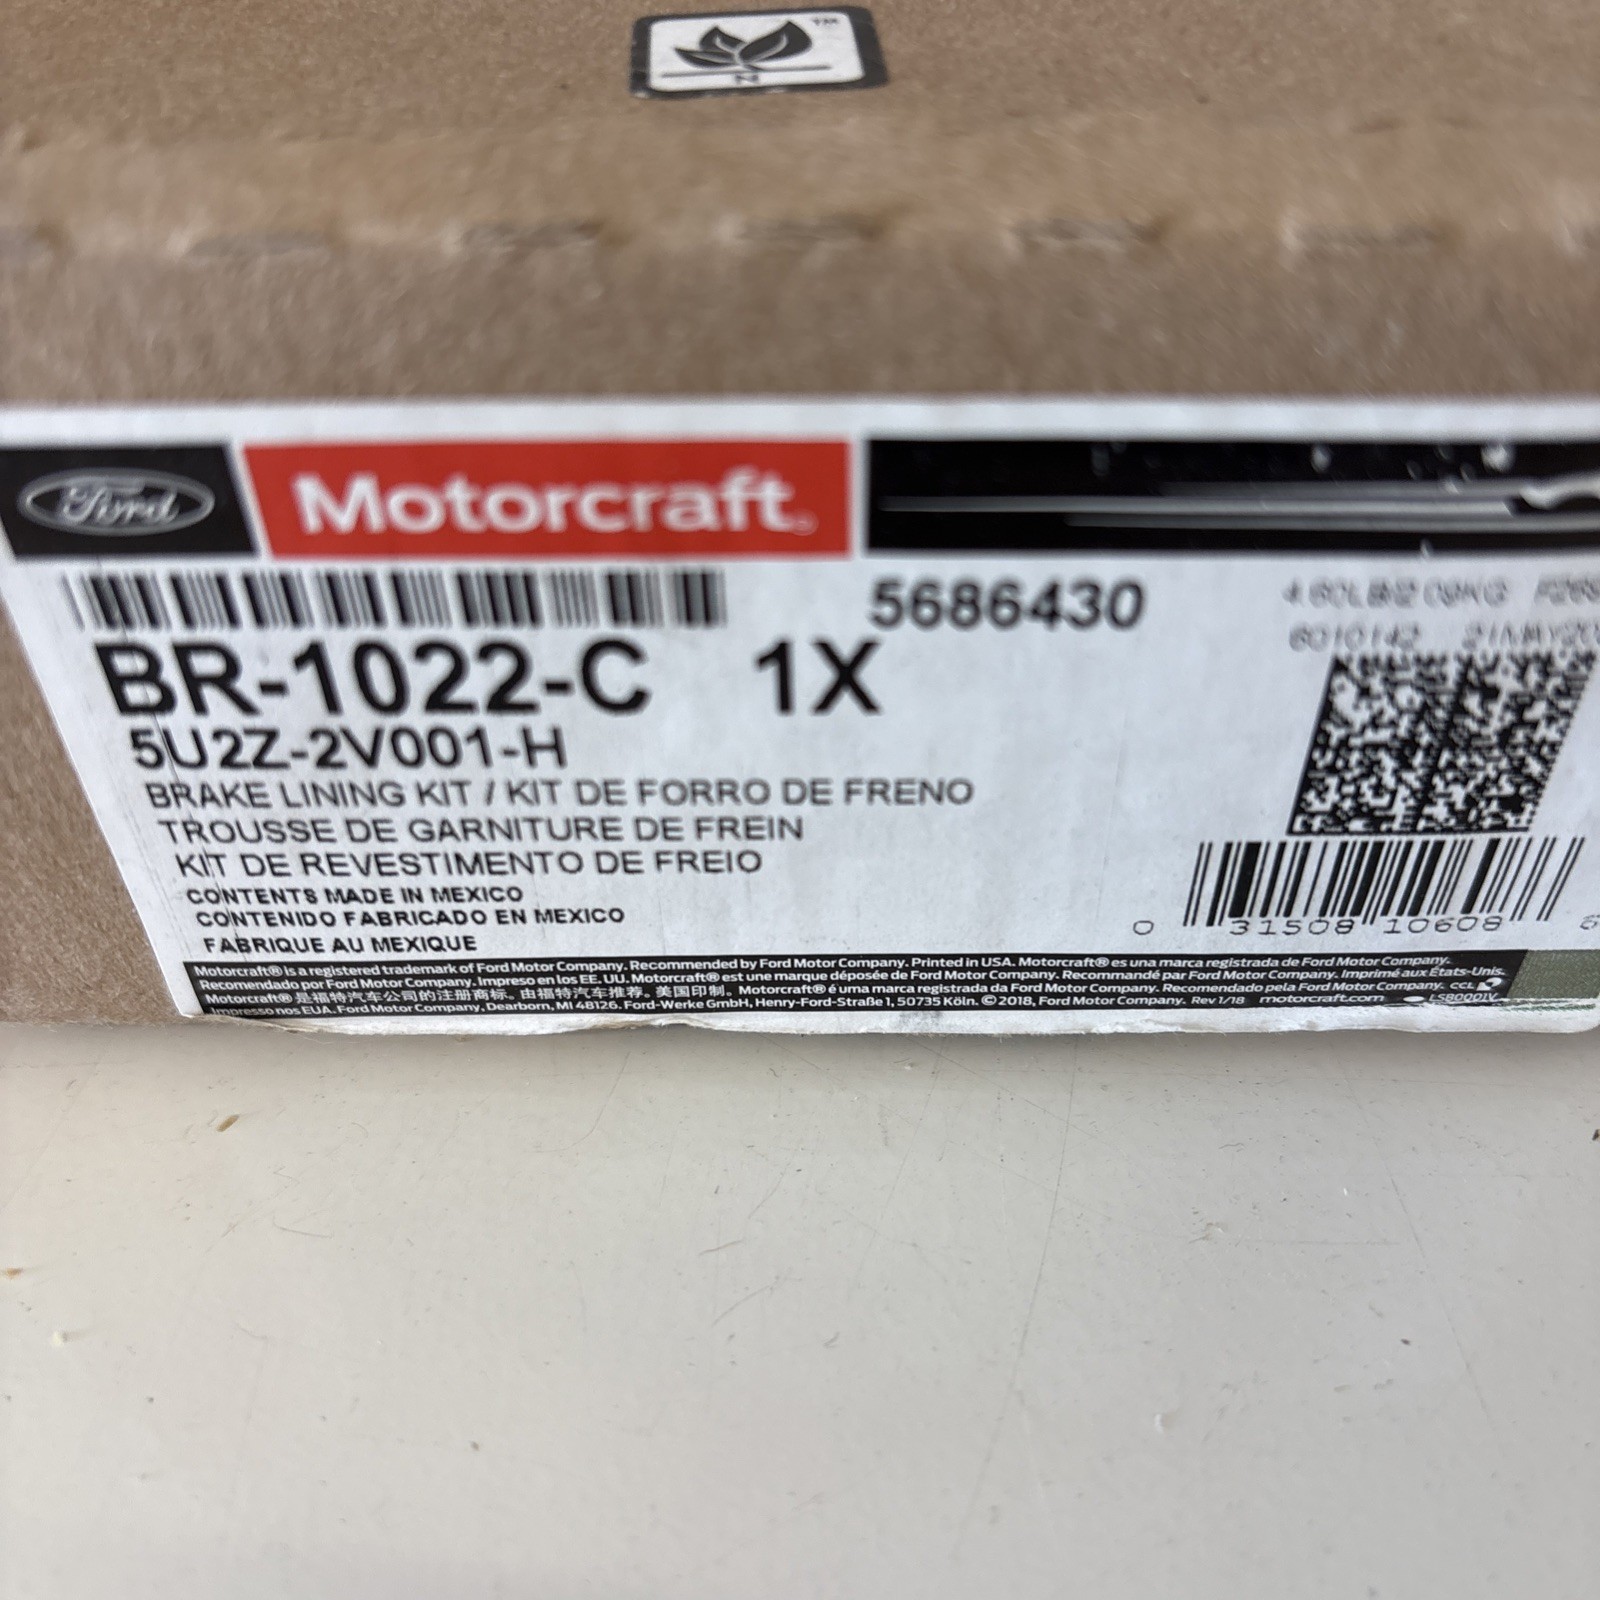 TM
N
Ford
Motorcraft®
5686430
BR-1022-C 1X
6010142 21MAY20
5U2Z-2V001-H
BRAKE LINING KIT / KIT DE FORRO DE FRENO
TROUSSE DE GARNITURE DE FREIN
KIT DE REVESTIMENTO DE FREIO
CONTENTS MADE IN MEXICO
CONTENIDO FABRICADO EN MEXICO
FABRIQUE AU MEXIQUE
0 31508 10608
Motorcraft® is a registered trademark of Ford Motor Company. Recommended by Ford Motor Company. Printed in USA. Motorcraft® es una marca registrada de Ford Motor Company.
Recomendado por Ford Motor Company. Impreso en los EE. UU. Motorcraft® est une marque déposée de Ford Motor Company. Recommandé par Ford Motor Company. Imprimé aux États-Unis.
Motorcraft® 是福特汽车公司的注册商标。由福特汽车推荐。美国印制。Motorcraft® é uma marca registrada da Ford Motor Company. Recomendado pela Ford Motor Company. CCL
Impresso nos EUA. Ford Motor Company, Dearborn, MI 48126. Ford-Werke GmbH, Henry-Ford-Straße 1, 50735 Köln. © 2018, Ford Motor Company. Rev 1/18 motorcraft.com LSB0001V